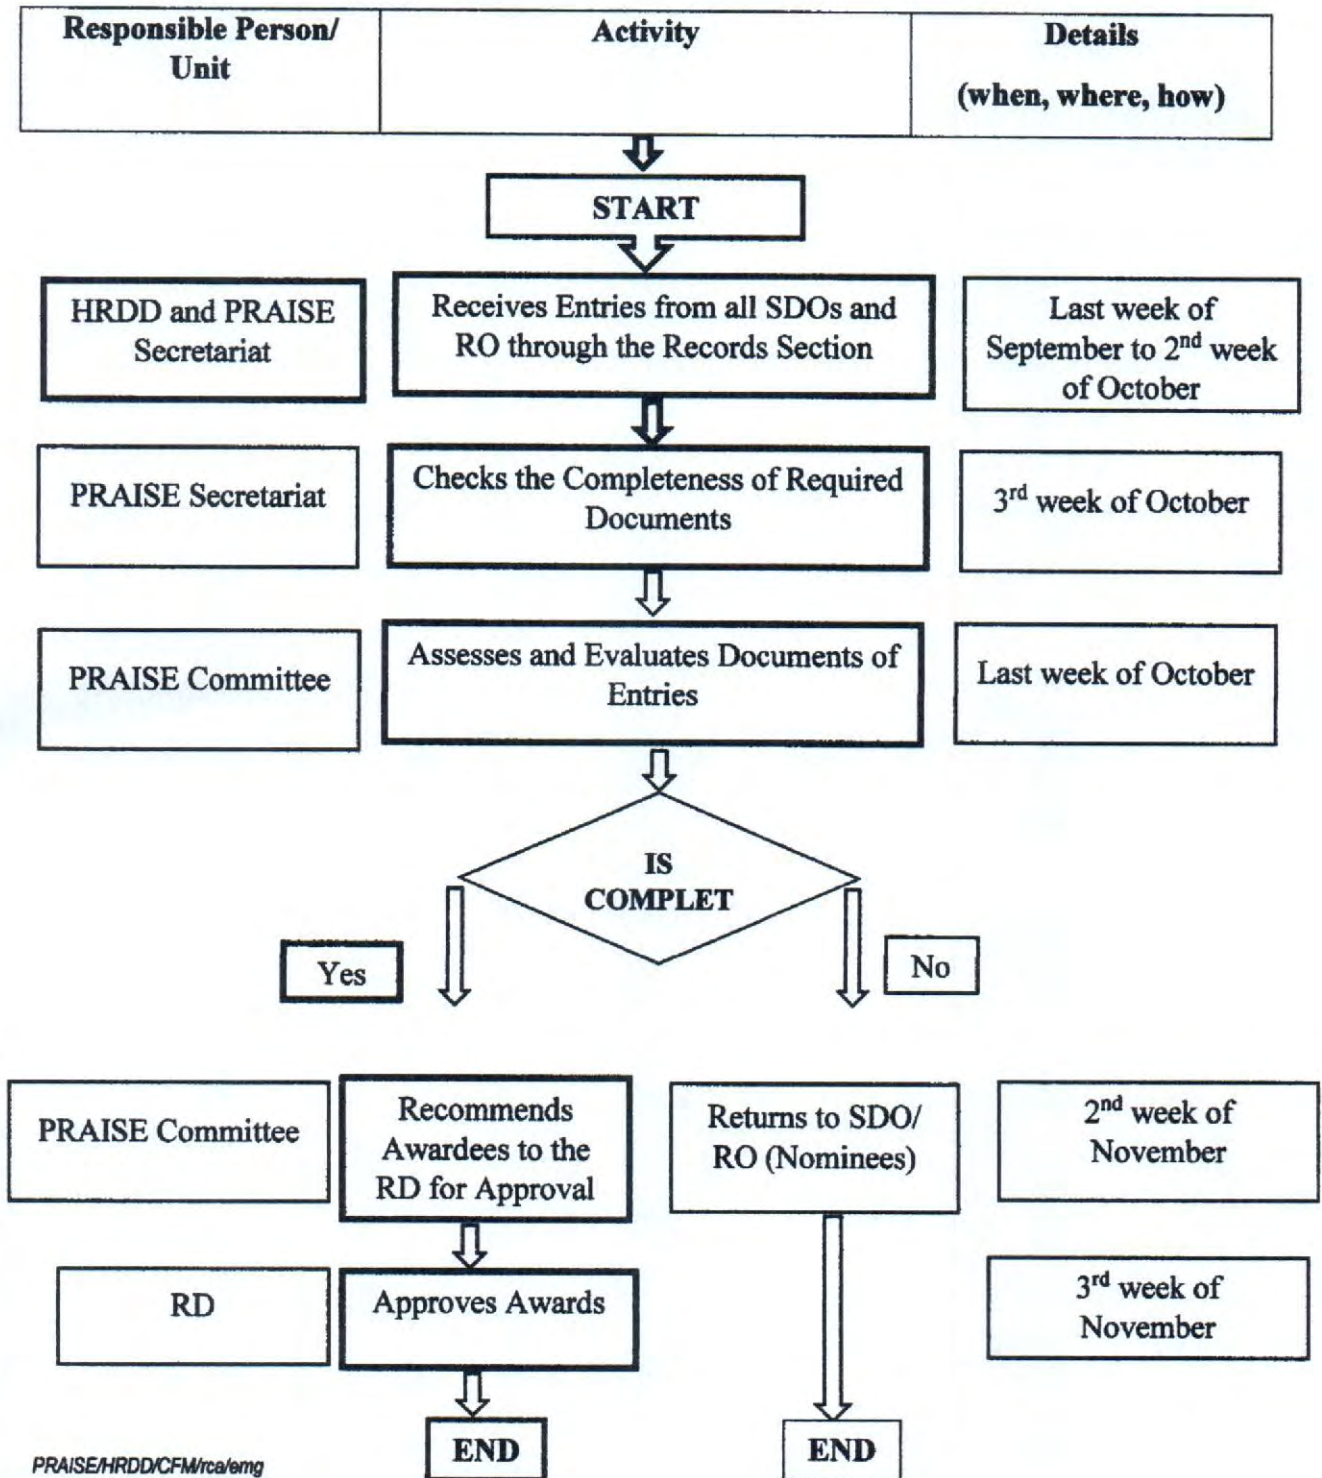 Responsible Person/
Unit
Activity
Details
(when, where, how)
START
HRDD and PRAISE
Secretariat
Receives Entries from all SDOs and
RO through the Records Section
Last week of
September to 2nd week
of October
PRAISE Secretariat
Checks the Completeness of Required
Documents
3rd week of October
PRAISE Committee
Assesses and Evaluates Documents of
Entries
Last week of October
IS
COMPLET
Yes
No
PRAISE Committee
Recommends
Awardees to the
RD for Approval
Returns to SDO/
RO (Nominees)
2nd week of
November
RD
Approves Awards
3rd week of
November
END
END
PRAISE/HRDD/CFM/rca/emg